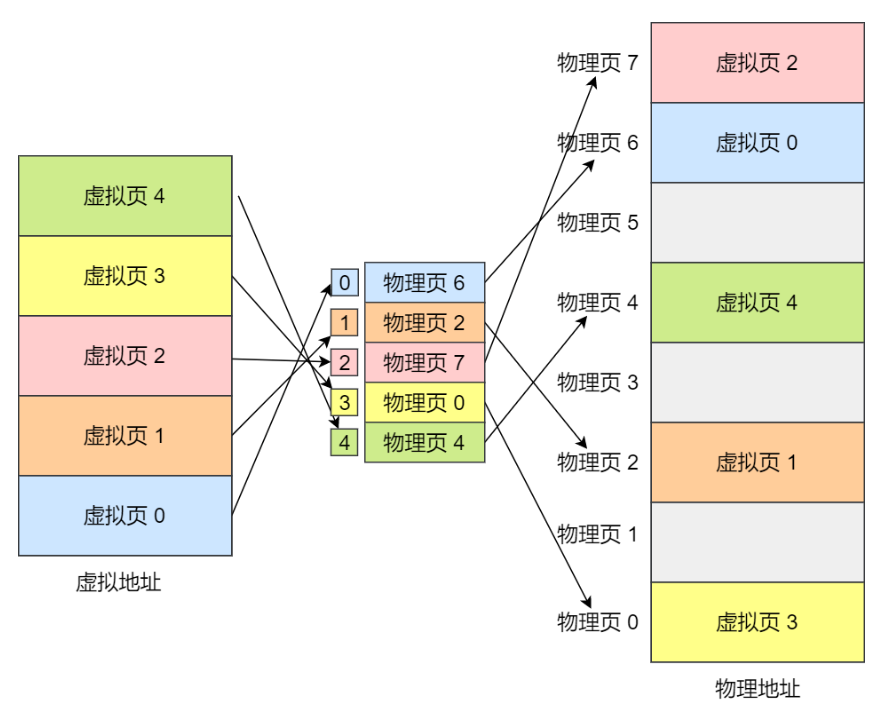 虚拟页 4
虚拟页 3
虚拟页 2
虚拟页 1
虚拟页 0
虚拟地址
0 物理页 6
1 物理页 2
2 物理页 7
3 物理页 0
4 物理页 4
物理页 7 虚拟页 2
物理页 6 虚拟页 0
物理页 5
物理页 4 虚拟页 4
物理页 3
物理页 2 虚拟页 1
物理页 1
物理页 0 虚拟页 3
物理地址